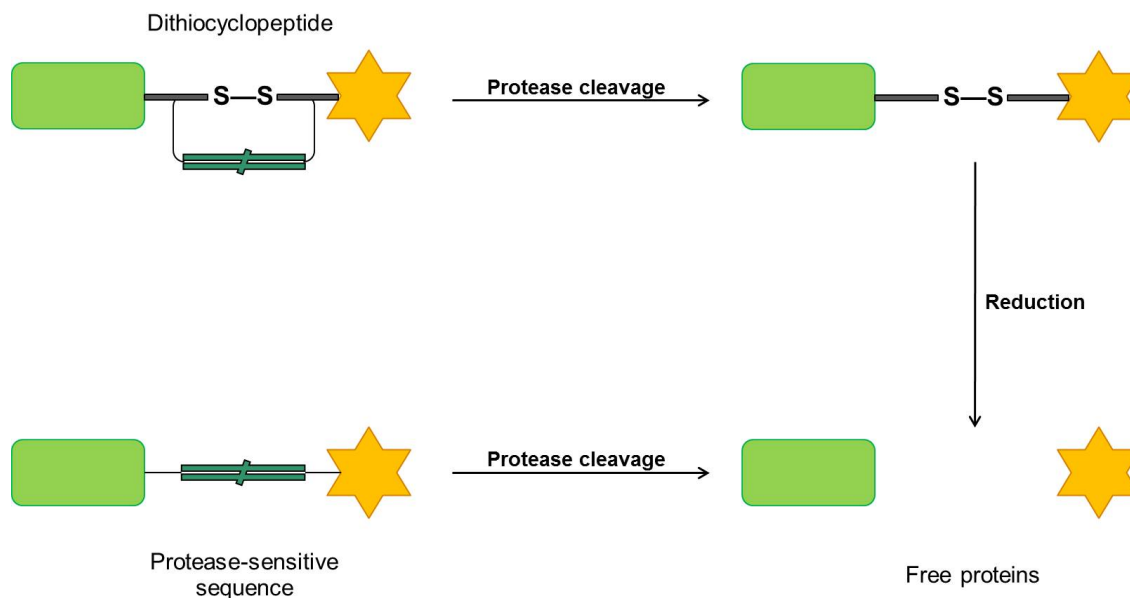 Dithiocyclopeptide
S—S
Protease cleavage
S—S
Reduction
Protease cleavage
Protease-sensitive
sequence
Free proteins